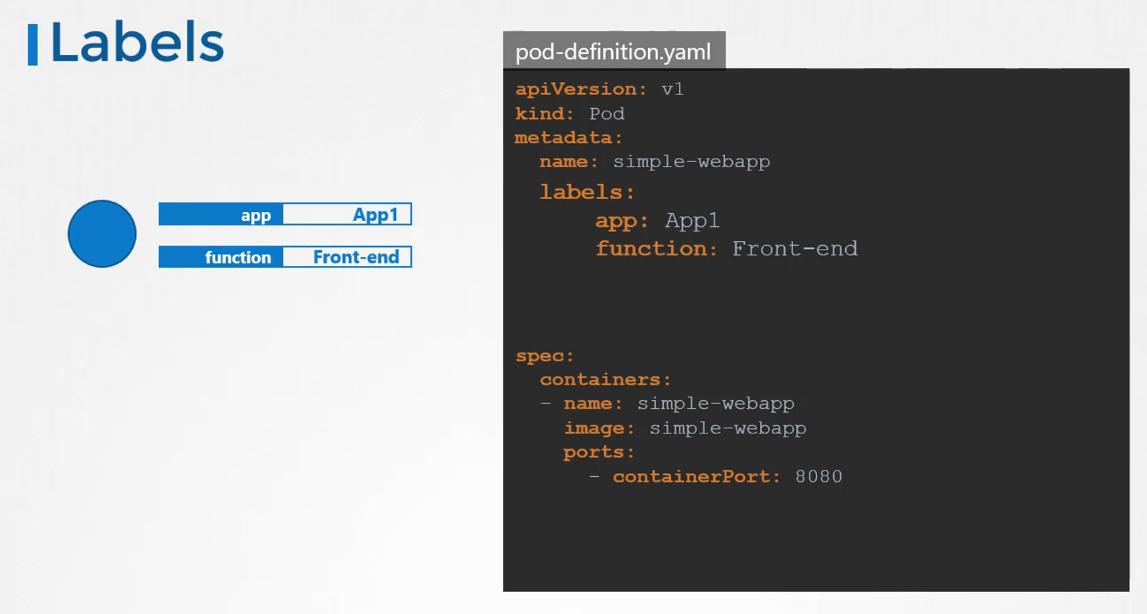 Labels
app App1
function Front-end
pod-definition.yaml
apiVersion: v1
kind: Pod
metadata:
  name: simple-webapp
  labels:
    app: App1
    function: Front-end
spec:
  containers:
  - name: simple-webapp
    image: simple-webapp
    ports:
      - containerPort: 8080